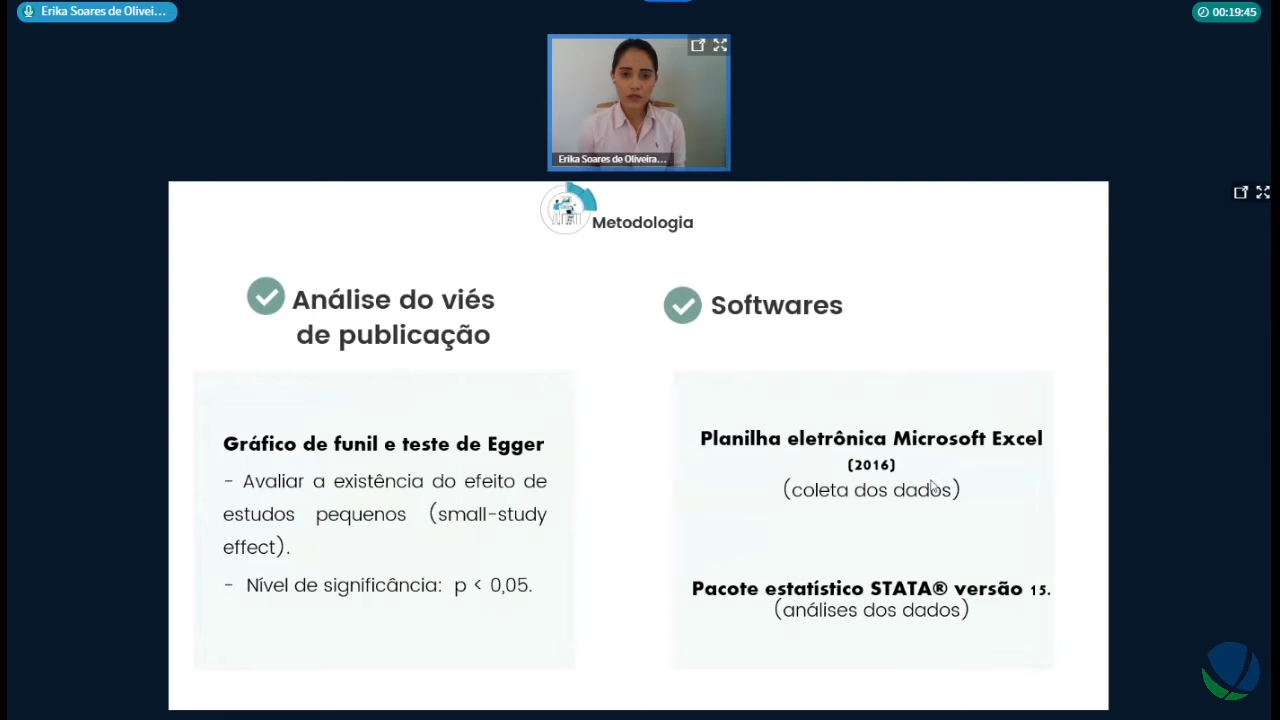 Erika Soares de Olivei...
00:19:45
Erika Soares de Oliveira...
Metodologia
Análise do viés
de publicação
Gráfico de funil e teste de Egger
- Avaliar a existência do efeito de
estudos pequenos (small-study
effect).
- Nível de significância: p < 0,05.
Softwares
Planilha eletrônica Microsoft Excel
(2016)
(coleta dos dados)
Pacote estatístico STATA® versão 15.
(análises dos dados)